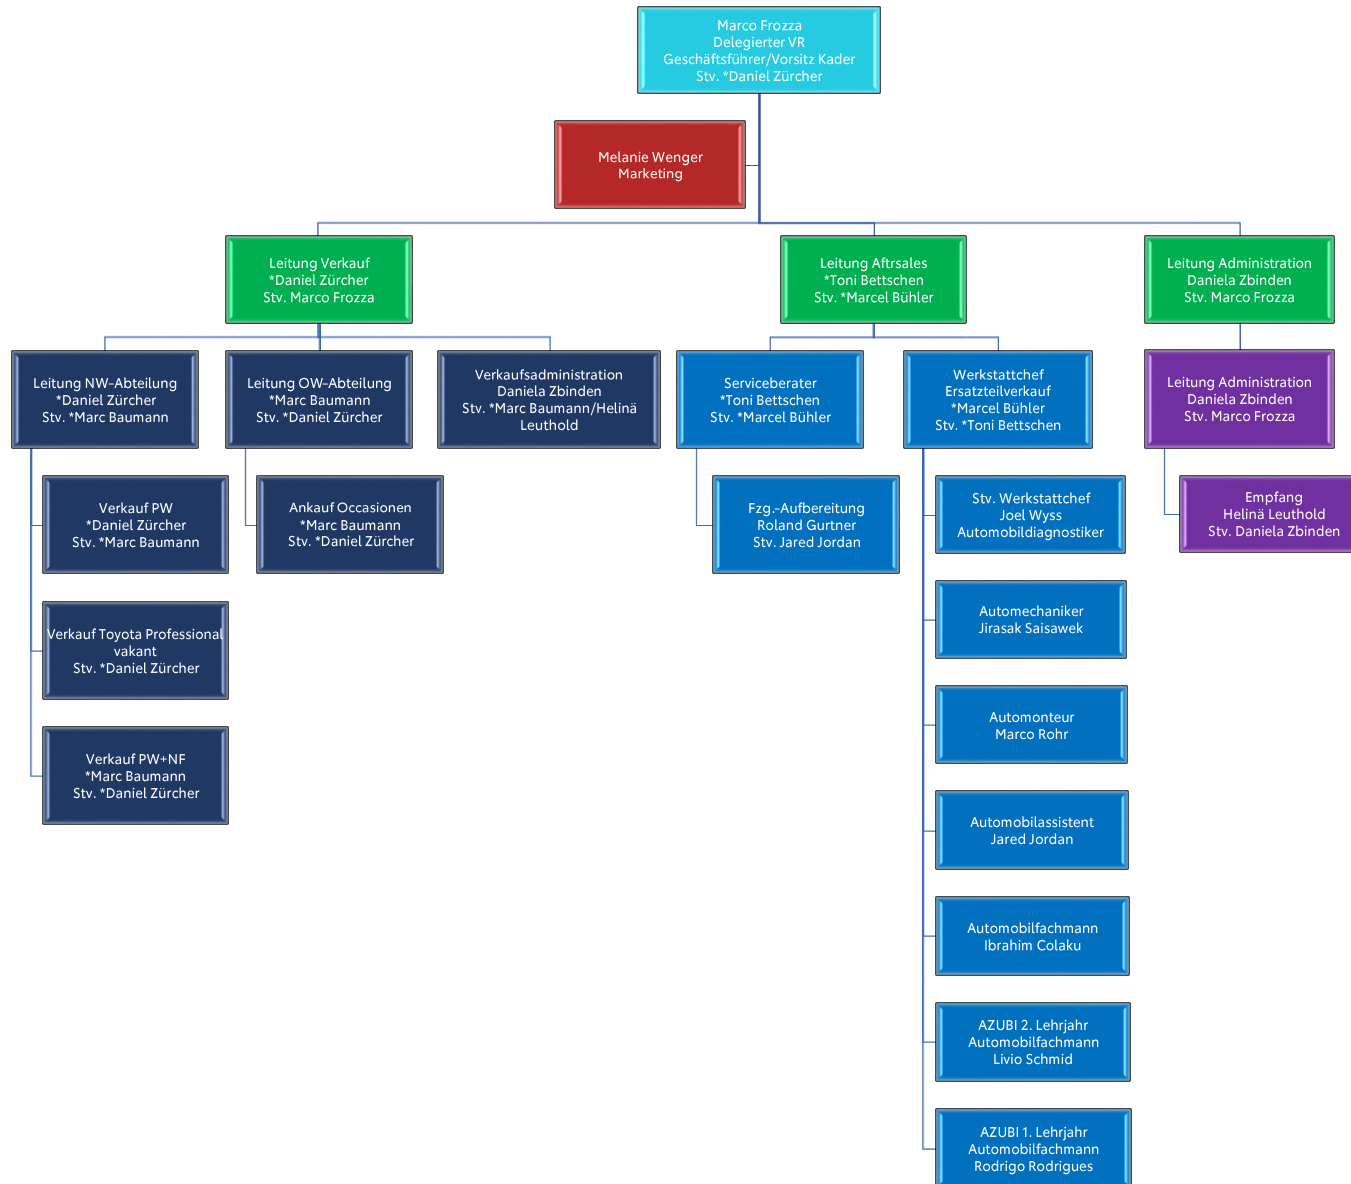 Marco Frozza
Delegierter VR
Geschäftsführer/Vorsitz Kader
Stv. *Daniel Zürcher
Melanie Wenger
Marketing
Leitung Verkauf
*Daniel Zürcher
Stv. Marco Frozza
Leitung Aftrsales
*Toni Bettschen
Stv. *Marcel Bühler
Leitung Administration
Daniela Zbinden
Stv. Marco Frozza
Leitung NW-Abteilung
*Daniel Zürcher
Stv. *Marc Baumann
Leitung OW-Abteilung
*Marc Baumann
Stv. *Daniel Zürcher
Verkaufsadministration
Daniela Zbinden
Stv. *Marc Baumann/Helinä
Leuthold
Serviceberater
*Toni Bettschen
Stv. *Marcel Bühler
Werkstattchef
Ersatzteilverkauf
*Marcel Bühler
Stv. *Toni Bettschen
Leitung Administration
Daniela Zbinden
Stv. Marco Frozza
Verkauf PW
*Daniel Zürcher
Stv. *Marc Baumann
Ankauf Occasionen
*Marc Baumann
Stv. *Daniel Zürcher
Fzg.-Aufbereitung
Roland Gurtner
Stv. Jared Jordan
Stv. Werkstattchef
Joel Wyss
Automobildiagnostiker
Empfang
Helinä Leuthold
Stv. Daniela Zbinden
Verkauf Toyota Professional
vakant
Stv. *Daniel Zürcher
Automechaniker
Jirasak Saisawek
Verkauf PW+NF
*Marc Baumann
Stv. *Daniel Zürcher
Automonteur
Marco Rohr
Automobilassistent
Jared Jordan
Automobilfachmann
Ibrahim Colaku
AZUBI 2. Lehrjahr
Automobilfachmann
Livio Schmid
AZUBI 1. Lehrjahr
Automobilfachmann
Rodrigo Rodrigues